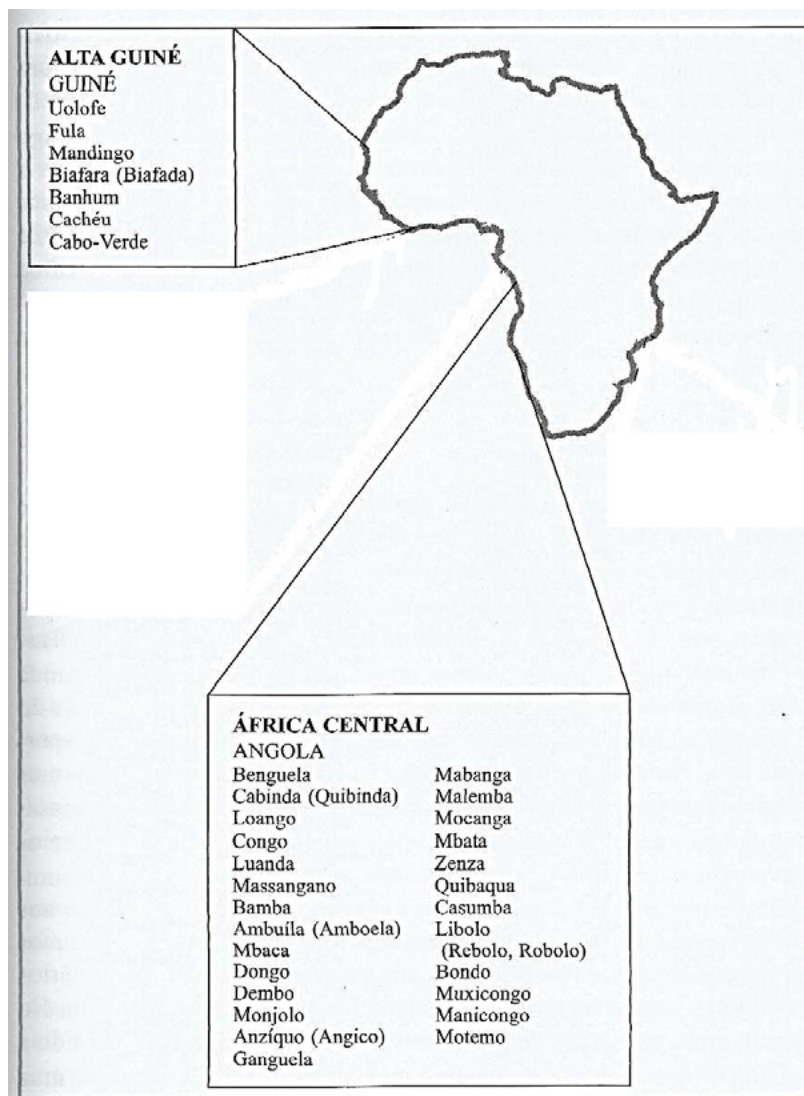 ALTA GUINÉ
GUINÉ
Uolofe
Fula
Mandingo
Biafara (Biafada)
Banhum
Cachéu
Cabo-Verde
ÁFRICA CENTRAL
ANGOLA
Benguela
Cabinda (Quibinda)
Loango
Congo
Luanda
Massangano
Bamba
Ambuíla (Amboela)
Mbaca
Dongo
Dembo
Monjolo
Anzíquo (Angico)
Ganguela
Mabanga
Malemba
Mocanga
Mbata
Zenza
Quibaqua
Casumba
Libolo
(Rebolo, Robolo)
Bondo
Muxicongo
Manicongo
Motemo